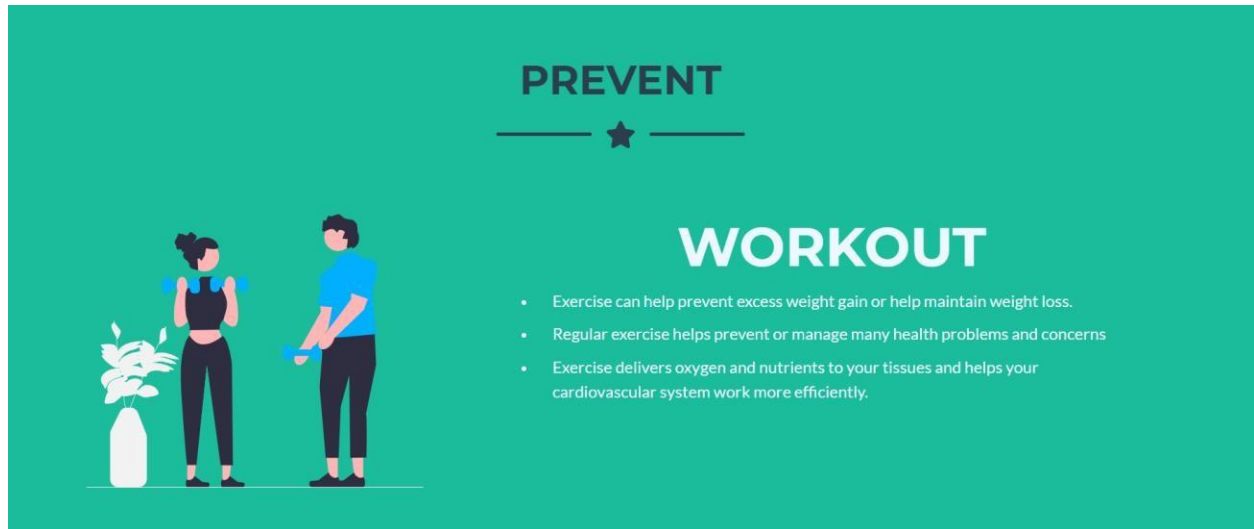 PREVENT
WORKOUT
• Exercise can help prevent excess weight gain or help maintain weight loss.
• Regular exercise helps prevent or manage many health problems and concerns
• Exercise delivers oxygen and nutrients to your tissues and helps your
cardiovascular system work more efficiently.